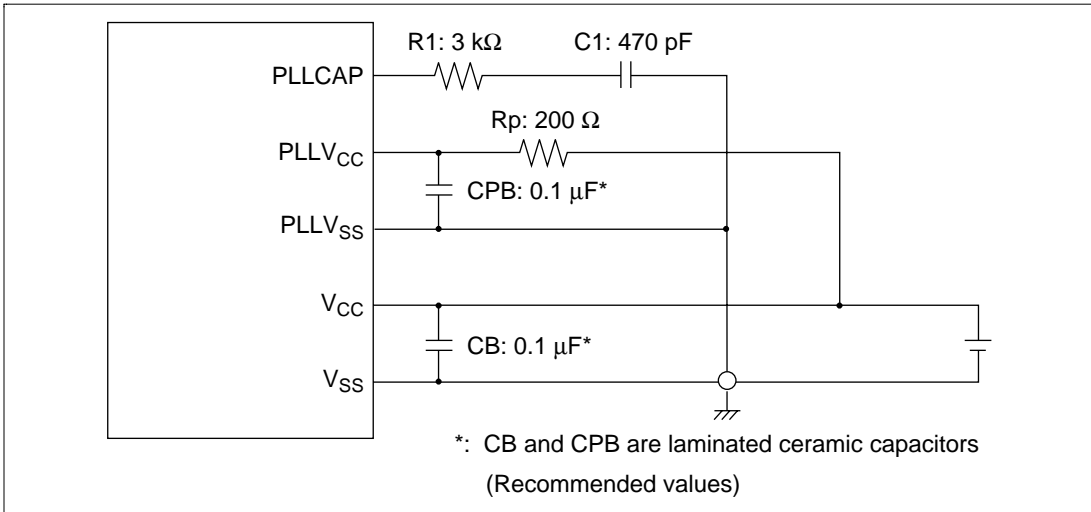 R1: 3 kΩ
C1: 470 pF
PLLCAP
Rp: 200 Ω
PLLVCC
CPB: 0.1 μF*
PLLVSS
VCC
CB: 0.1 μF*
VSS
*: CB and CPB are laminated ceramic capacitors
(Recommended values)